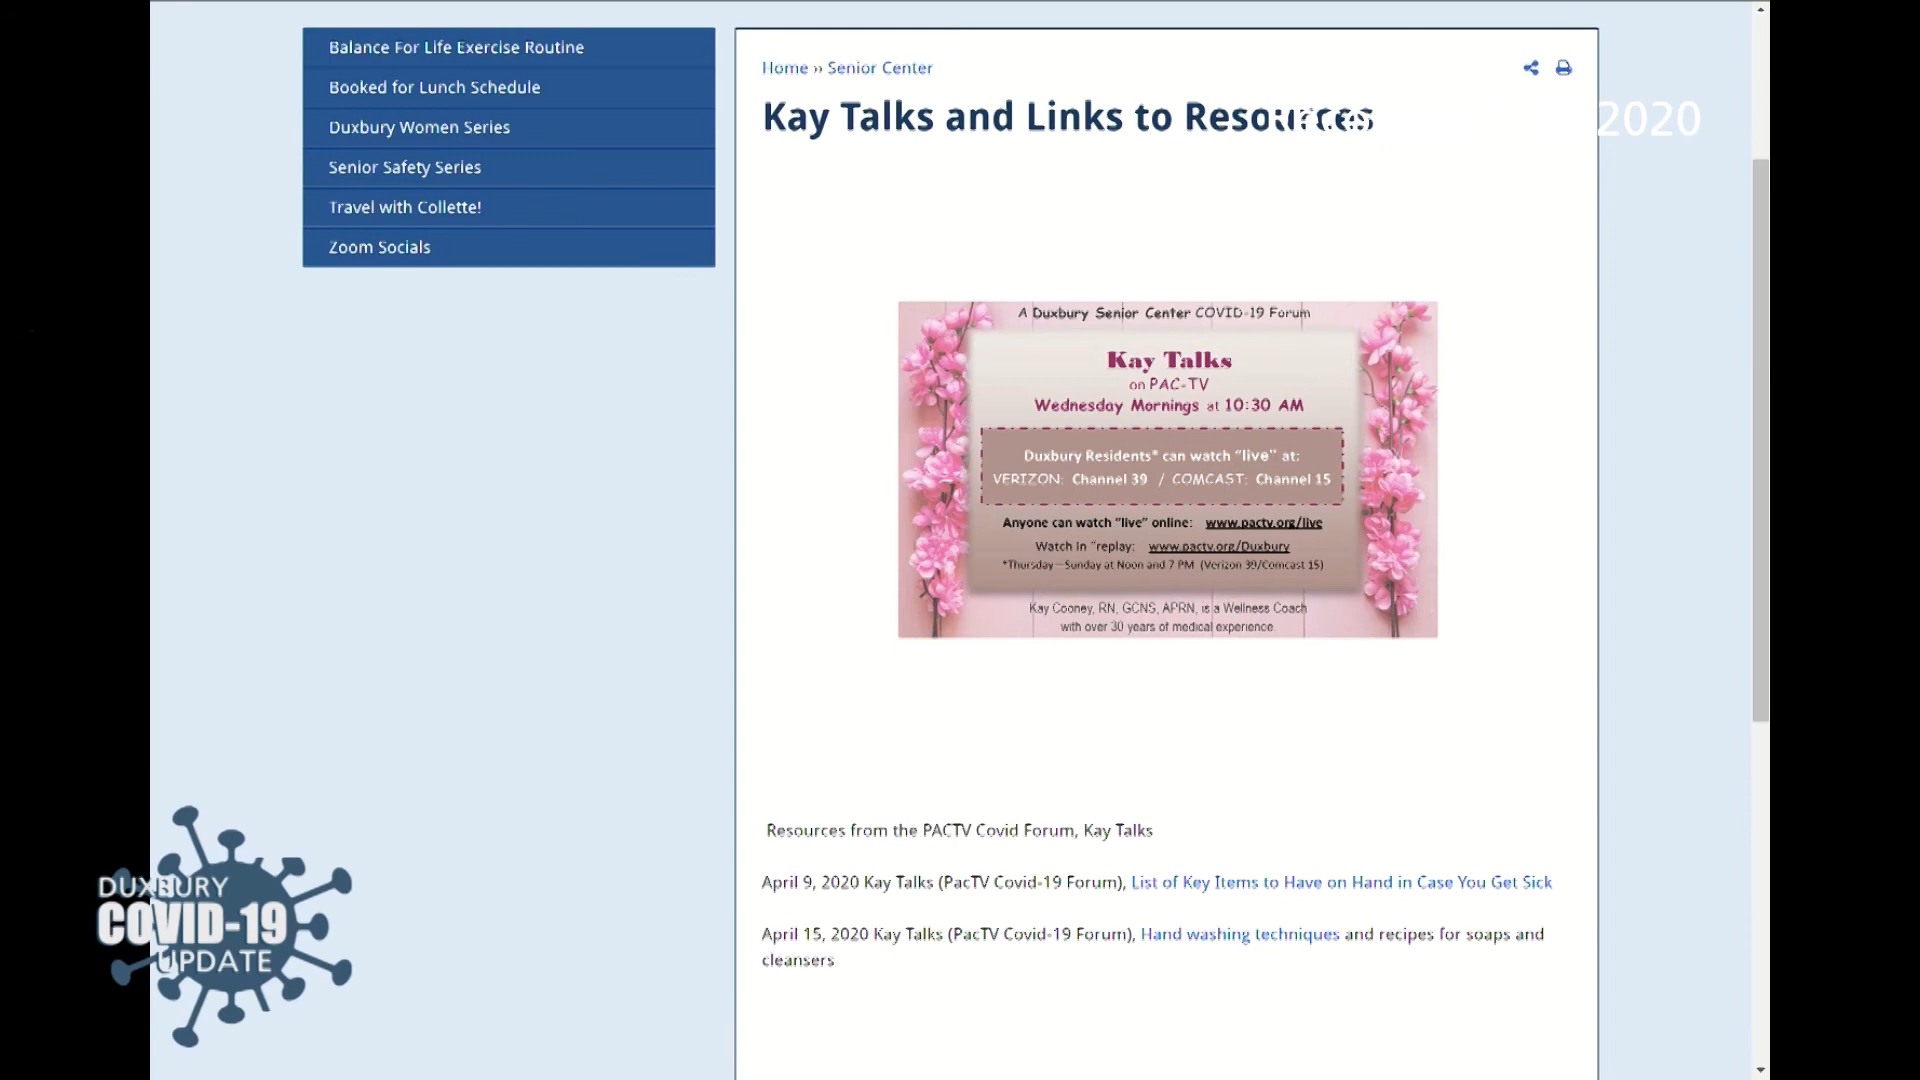 Balance For Life Exercise Routine
Booked for Lunch Schedule
Duxbury Women Series
Senior Safety Series
Travel with Collette!
Zoom Socials
Home ›› Senior Center
Kay Talks and Links to Resources
2020
A Duxbury Senior Center COVID-19 Forum
Kay Talks
on PAC-TV
Wednesday Mornings at 10:30 AM
Duxbury Residents* can watch "live" at:
VERIZON: Channel 39 / COMCAST: Channel 15
Anyone can watch "live" online: www.pactv.org/live
Watch in "replay: www.pactv.org/Duxbury
*Thursday—Sunday at Noon and 7 PM (Verizon 39/Comcast 15)
Kay Cooney, RN, GCNS, APRN, is a Wellness Coach
with over 30 years of medical experience.
Resources from the PACTV Covid Forum, Kay Talks
April 9, 2020 Kay Talks (PacTV Covid-19 Forum), List of Key Items to Have on Hand in Case You Get Sick
April 15, 2020 Kay Talks (PacTV Covid-19 Forum), Hand washing techniques and recipes for soaps and
cleansers
DUXBURY
COVID-19
UPDATE